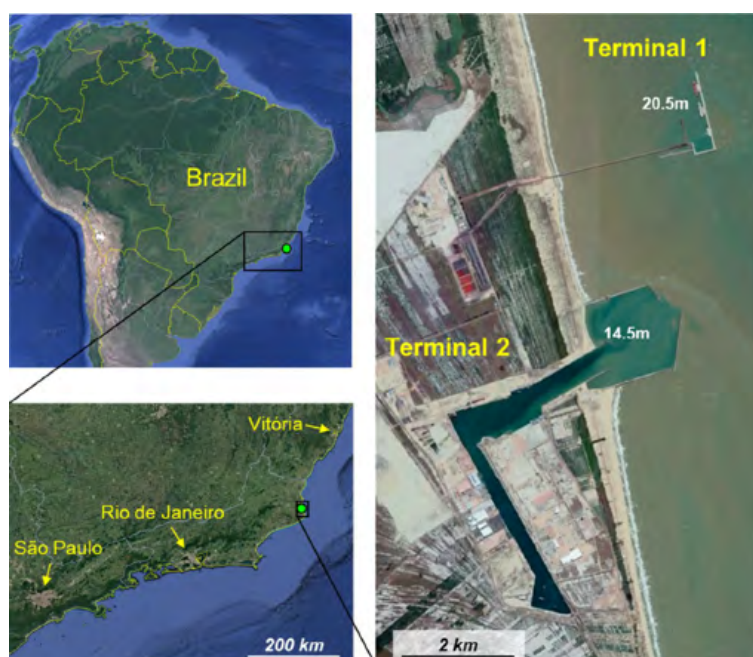 Brazil
Vitória
Rio de Janeiro
São Paulo
200 km
Terminal 1
20.5m
14.5m
Terminal 2
2 km